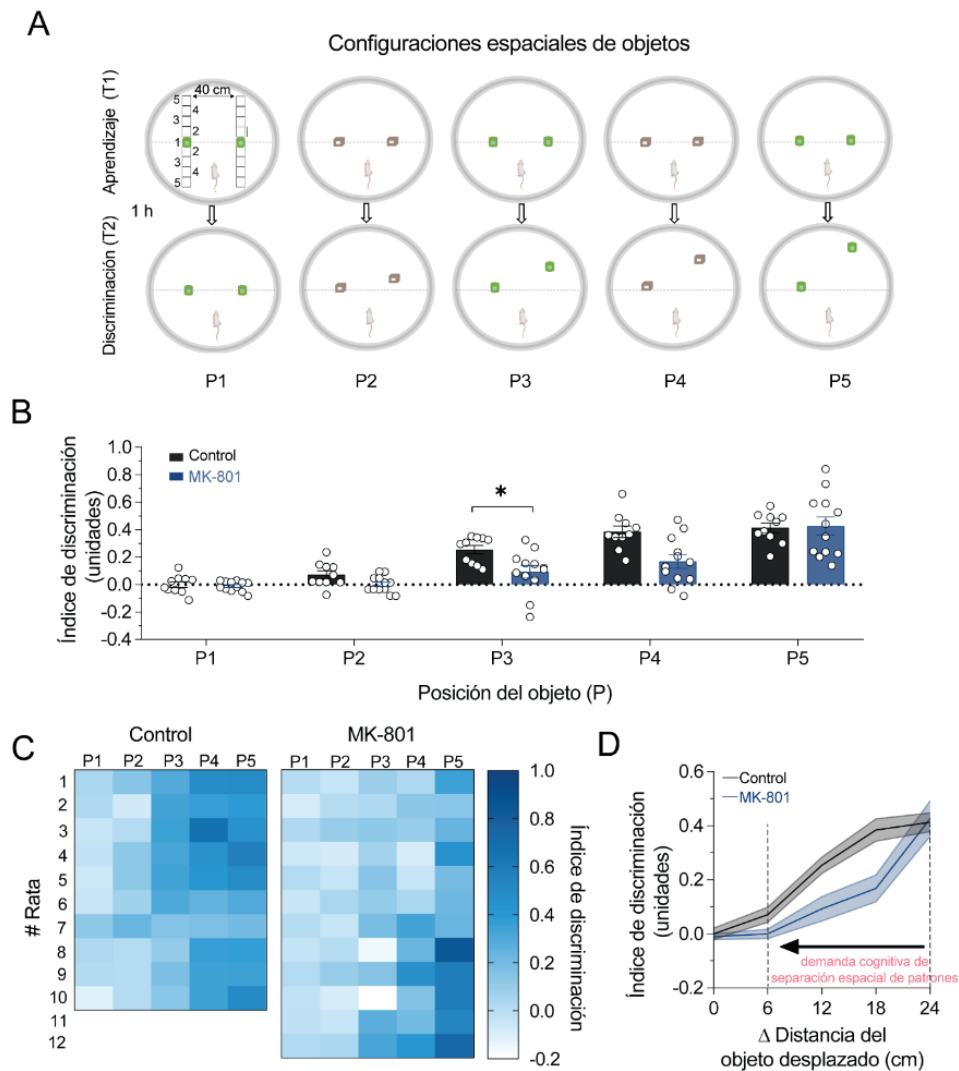 A
Configuraciones espaciales de objetos
Aprendizaje (T1)
40 cm
5
4
3
2
1
2
3
4
5
1 h
Discriminación (T2)
P1 P2 P3 P4 P5
B
Índice de discriminación
(unidades)
1.0
0.8
0.6
0.4
0.2
0.0
-0.2
-0.4
Control
MK-801
*
P1 P2 P3 P4 P5
Posición del objeto (P)
C
Control
MK-801
P1 P2 P3 P4 P5
P1 P2 P3 P4 P5
# Rata
1
2
3
4
5
6
7
8
9
10
11
12
1.0
0.8
0.6
0.4
0.2
0.0
-0.2
Índice de discriminación
D
Índice de discriminación
(unidades)
0.6
0.4
0.2
0.0
-0.2
Control
MK-801
demanda cognitiva de
separación espacial de patrones
0 6 12 18 24
Δ Distancia del
objeto desplazado (cm)